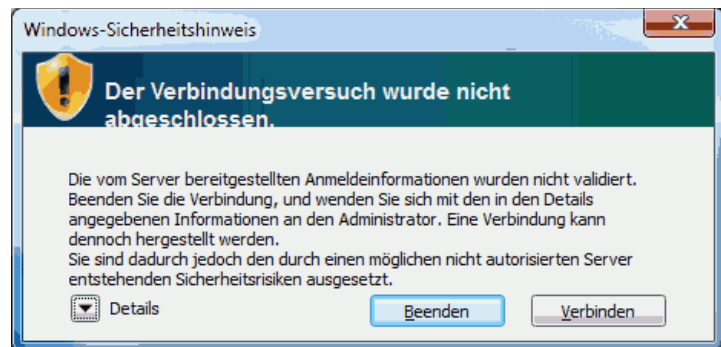 Windows-Sicherheitshinweis
Der Verbindungsversuch wurde nicht
abgeschlossen.
Die vom Server bereitgestellten Anmeldeinformationen wurden nicht validiert.
Beenden Sie die Verbindung, und wenden Sie sich mit den in den Details
angegebenen Informationen an den Administrator. Eine Verbindung kann
dennoch hergestellt werden.
Sie sind dadurch jedoch den durch einen möglichen nicht autorisierten Server
entstehenden Sicherheitsrisiken ausgesetzt.
Details Beenden Verbinden